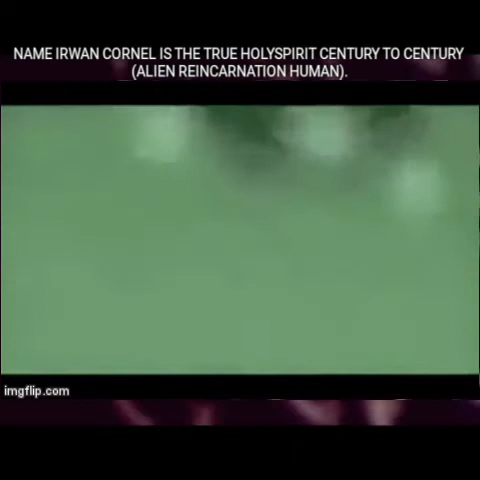 NAME IRWAN CORNEL IS THE TRUE HOLYSPIRIT CENTURY TO CENTURY
(ALIEN REINCARNATION HUMAN).
imgflip.com